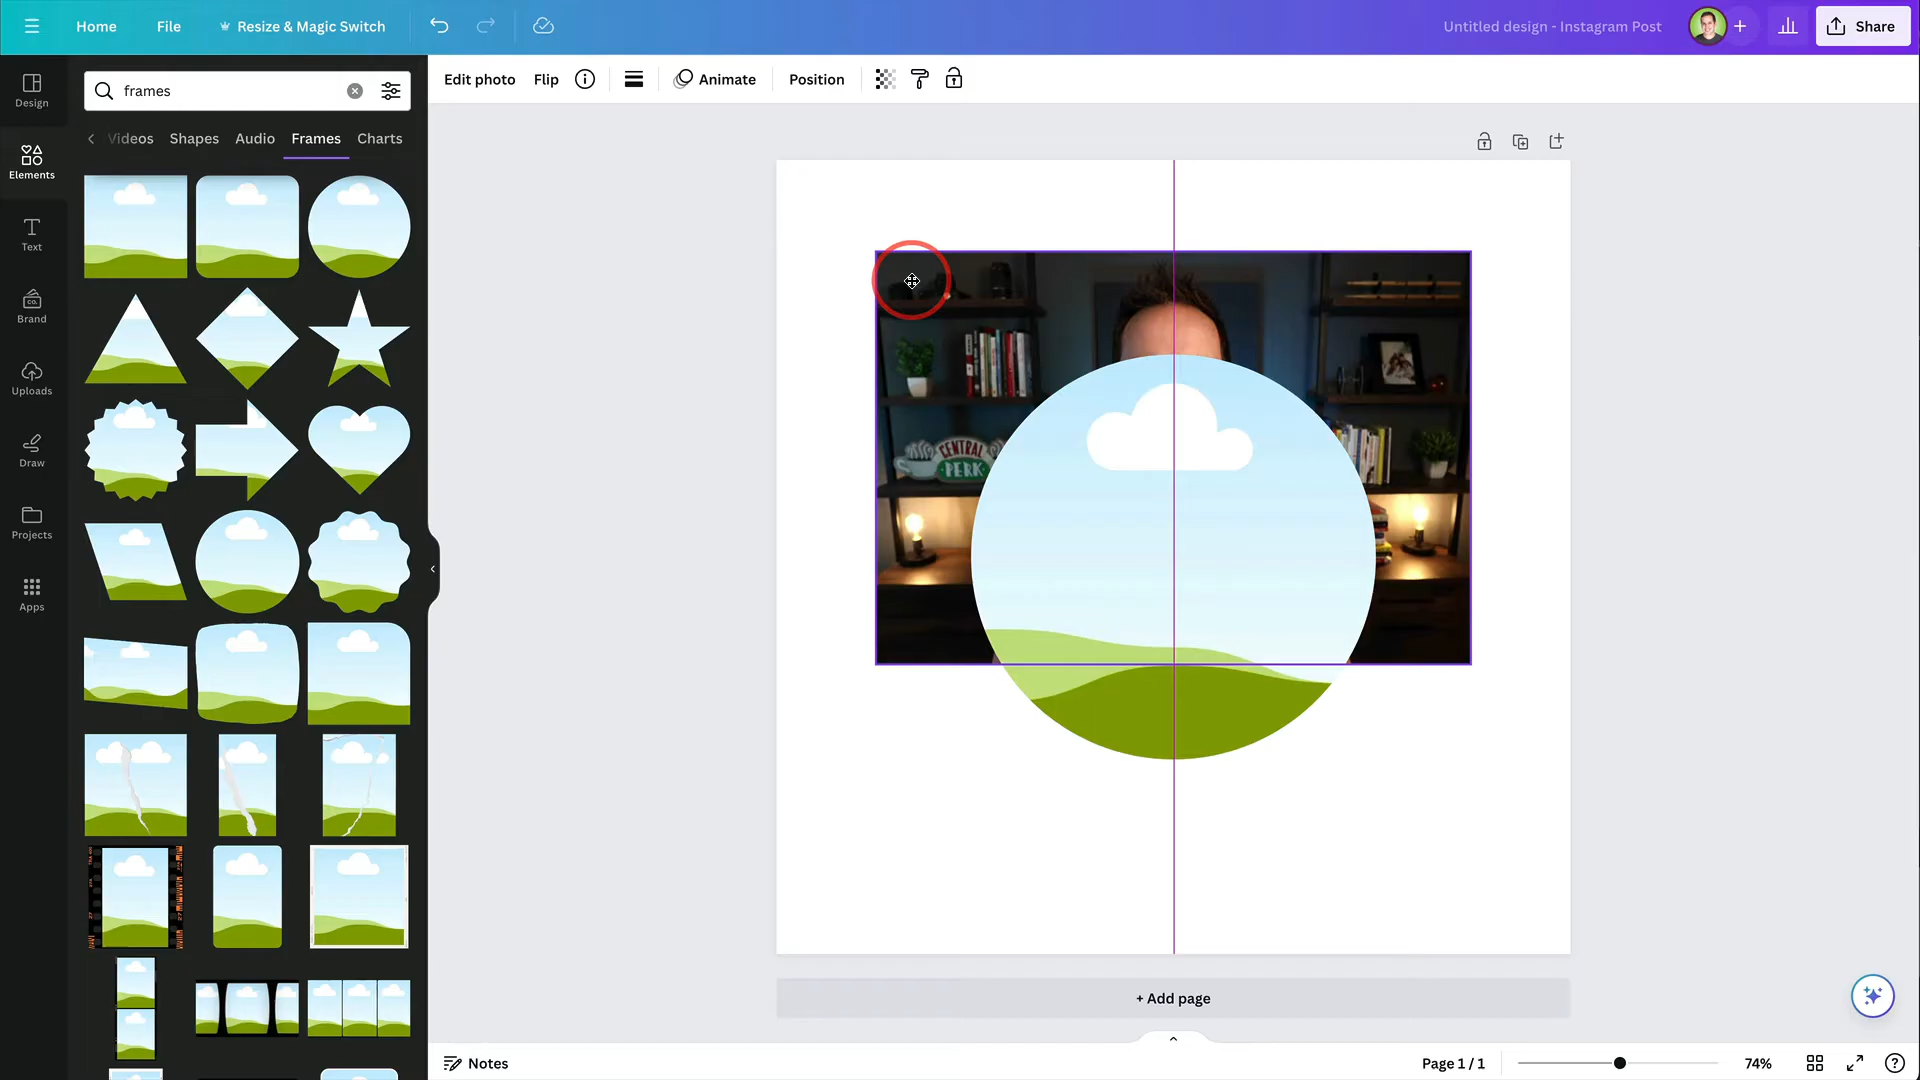 Home
File
Resize & Magic Switch
Untitled design - Instagram Post
Share
Design
Elements
Text
Brand
CO.
Uploads
Draw
Projects
Apps
frames
Videos
Shapes
Audio
Frames
Charts
Edit photo
Flip
Animate
Position
CENTRAL
PERK
+ Add page
Notes
Page 1 / 1
74%